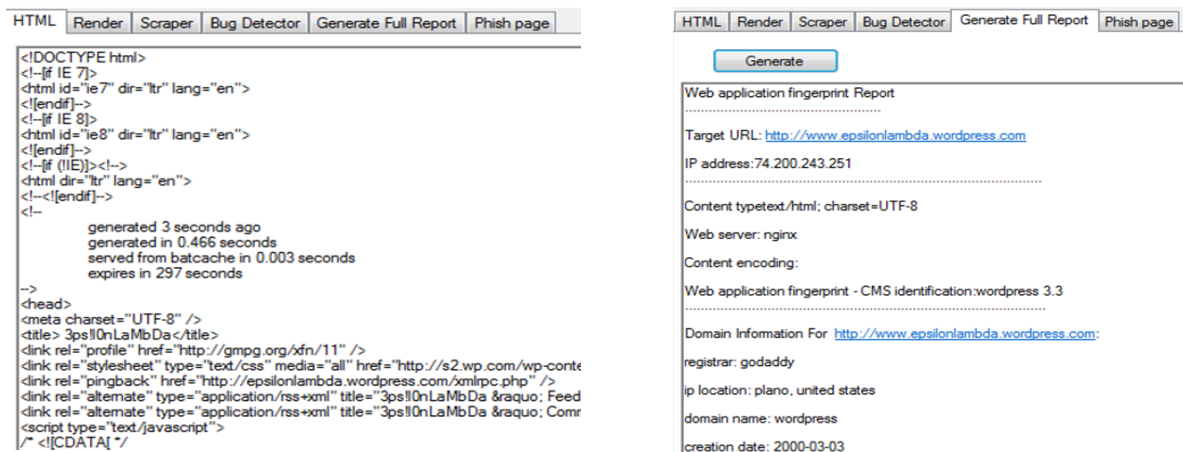 HTML Render Scraper Bug Detector Generate Full Report Phish page
<!DOCTYPE html>
<!--[if IE 7]>
<html id="ie7" dir="ltr" lang="en">
<![endif]-->
<!--[if IE 8]>
<html id="ie8" dir="ltr" lang="en">
<![endif]-->
<!--[if (!IE)]><!-->
<html dir="ltr" lang="en">
<!--<![endif]-->
<!--
generated 3 seconds ago
generated in 0.466 seconds
served from batcache in 0.003 seconds
expires in 297 seconds
-->
<head>
<meta charset="UTF-8" />
<title> 3ps!l0nLaMbDa</title>
<link rel="profile" href="http://gmpg.org/xfn/11" />
<link rel="stylesheet" type="text/css" media="all" href="http://s2.wp.com/wp-conte
<link rel="pingback" href="http://epsilonlambda.wordpress.com/xmlrpc.php" />
<link rel="alternate" type="application/rss+xml" title="3ps!l0nLaMbDa &raquo; Feed
<link rel="alternate" type="application/rss+xml" title="3ps!l0nLaMbDa &raquo; Comm
<script type="text/javascript">
/* <![CDATA[ */
HTML Render Scraper Bug Detector Generate Full Report Phish page
Generate
Web application fingerprint Report
Target URL: http://www.epsilonlambda.wordpress.com
IP address:74.200.243.251
Content typetext/html; charset=UTF-8
Web server: nginx
Content encoding:
Web application fingerprint - CMS identification:wordpress 3.3
Domain Information For http://www.epsilonlambda.wordpress.com:
registrar: godaddy
ip location: plano, united states
domain name: wordpress
creation date: 2000-03-03